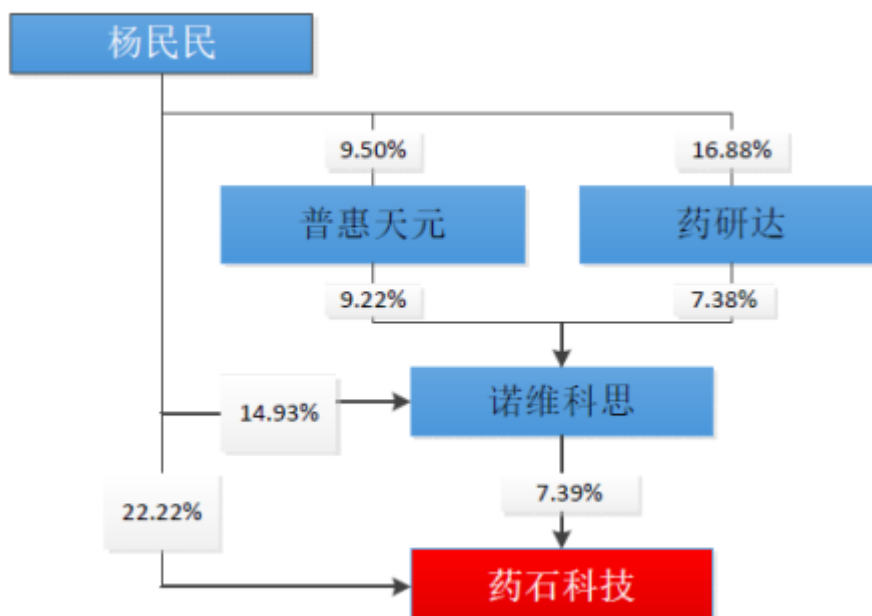 杨民民
9.50%
16.88%
普惠天元
药研达
9.22%
7.38%
诺维科思
14.93%
7.39%
22.22%
药石科技